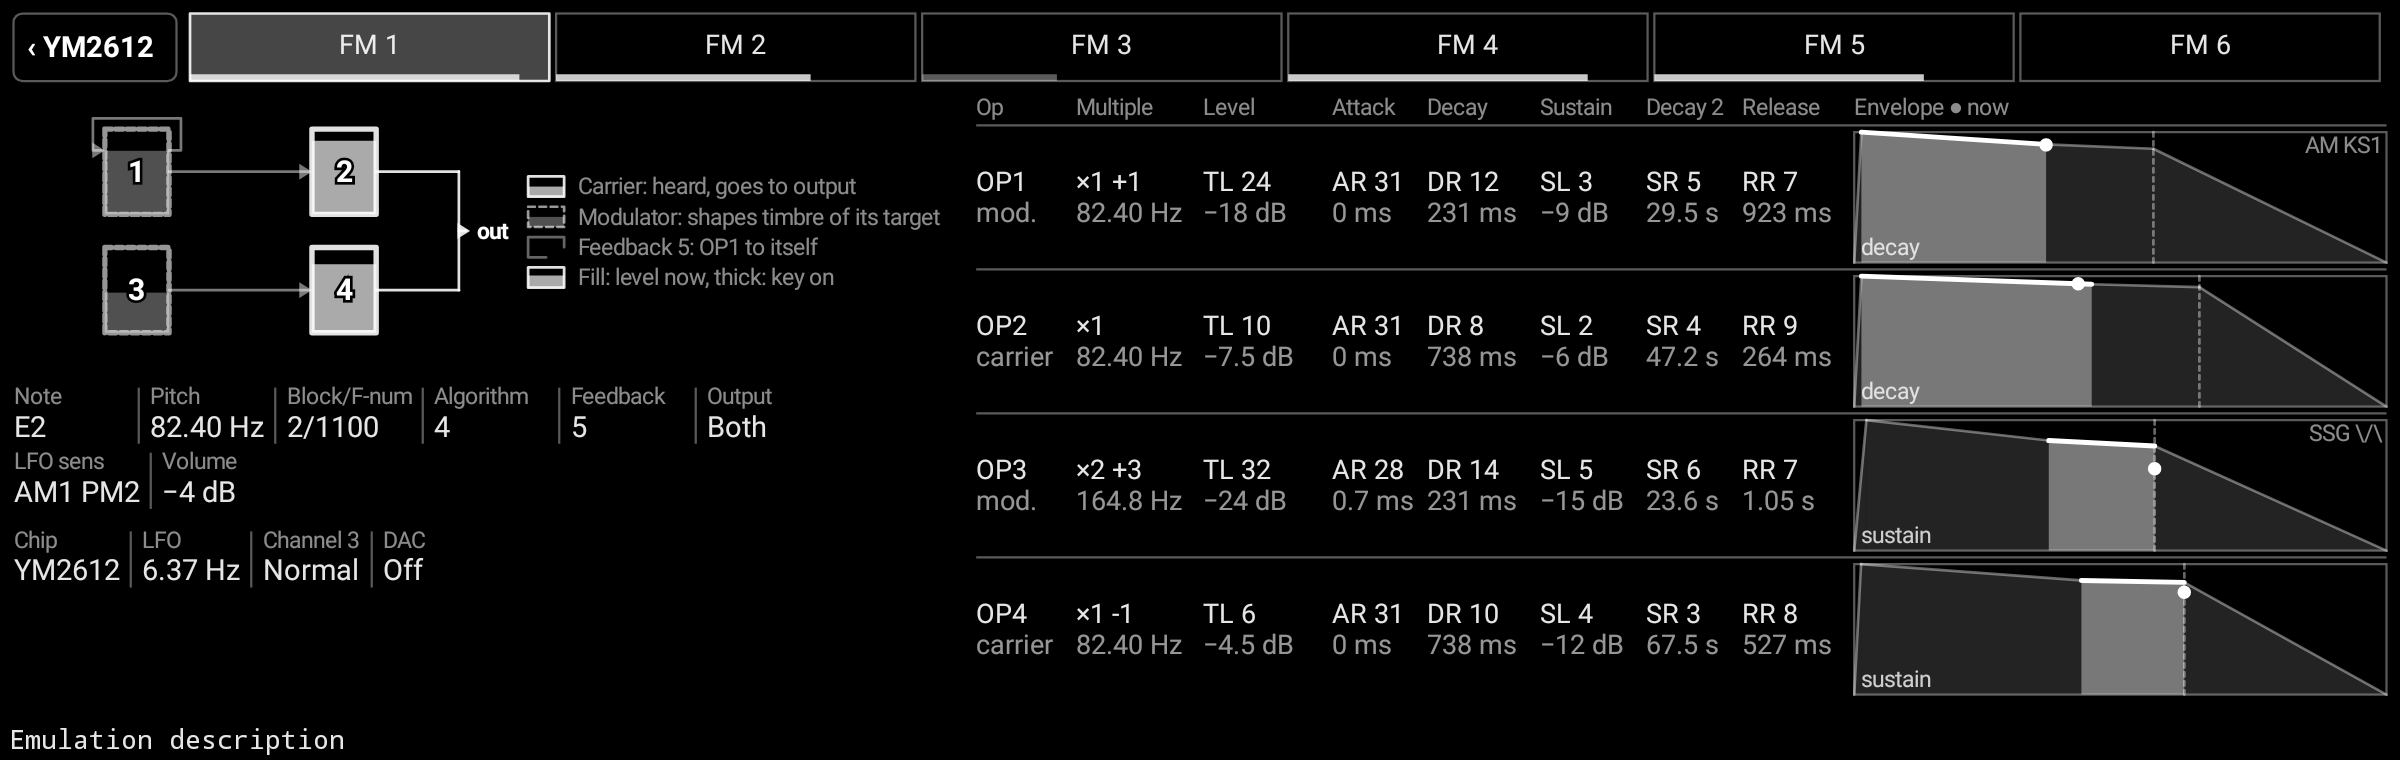 ‹ YM2612
FM 1
FM 2
FM 3
FM 4
FM 5
FM 6
1
2
3
4
out
Carrier: heard, goes to output
Modulator: shapes timbre of its target
Feedback 5: OP1 to itself
Fill: level now, thick: key on
Note Pitch Block/F-num Algorithm Feedback Output
E2 82.40 Hz 2/1100 4 5 Both
LFO sens Volume
AM1 PM2 −4 dB
Chip LFO Channel 3 DAC
YM2612 6.37 Hz Normal Off
Op Multiple Level Attack Decay Sustain Decay 2 Release Envelope ● now
OP1 ×1 +1 TL 24 AR 31 DR 12 SL 3 SR 5 RR 7
mod. 82.40 Hz −18 dB 0 ms 231 ms −9 dB 29.5 s 923 ms
AM KS1
decay
OP2 ×1 TL 10 AR 31 DR 8 SL 2 SR 4 RR 9
carrier 82.40 Hz −7.5 dB 0 ms 738 ms −6 dB 47.2 s 264 ms
decay
OP3 ×2 +3 TL 32 AR 28 DR 14 SL 5 SR 6 RR 7
mod. 164.8 Hz −24 dB 0.7 ms 231 ms −15 dB 23.6 s 1.05 s
SSG \/\
sustain
OP4 ×1 -1 TL 6 AR 31 DR 10 SL 4 SR 3 RR 8
carrier 82.40 Hz −4.5 dB 0 ms 738 ms −12 dB 67.5 s 527 ms
sustain
Emulation description